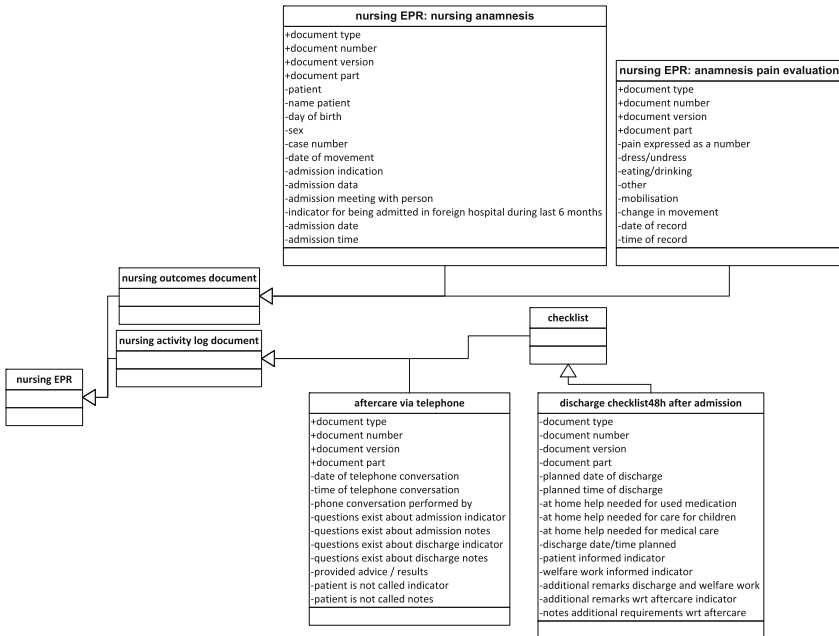 nursing EPR: nursing anamnesis
+document type
+document number
+document version
+document part
-patient
-name patient
-day of birth
-sex
-case number
-date of movement
-admission indication
-admission data
-admission meeting with person
-indicator for being admitted in foreign hospital during last 6 months
-admission date
-admission time
nursing EPR: anamnesis pain evaluation
+document type
+document number
+document version
+document part
-pain expressed as a number
-dress/undress
-eating/drinking
-other
-mobilisation
-change in movement
-date of record
-time of record
nursing outcomes document
nursing activity log document
nursing EPR
checklist
aftercare via telephone
+document type
+document number
+document version
+document part
-date of telephone conversation
-time of telephone conversation
-phone conversation performed by
-questions exist about admission indicator
-questions exist about admission notes
-questions exist about discharge indicator
-questions exist about discharge notes
-provided advice / results
-patient is not called indicator
-patient is not called notes
discharge checklist48h after admission
-document type
-document number
-document version
-document part
-planned date of discharge
-planned time of discharge
-at home help needed for used medication
-at home help needed for care for children
-at home help needed for medical care
-discharge date/time planned
-patient informed indicator
-welfare work informed indicator
-additional remarks discharge and welfare work
-additional remarks wrt aftercare indicator
-notes additional requirements wrt aftercare